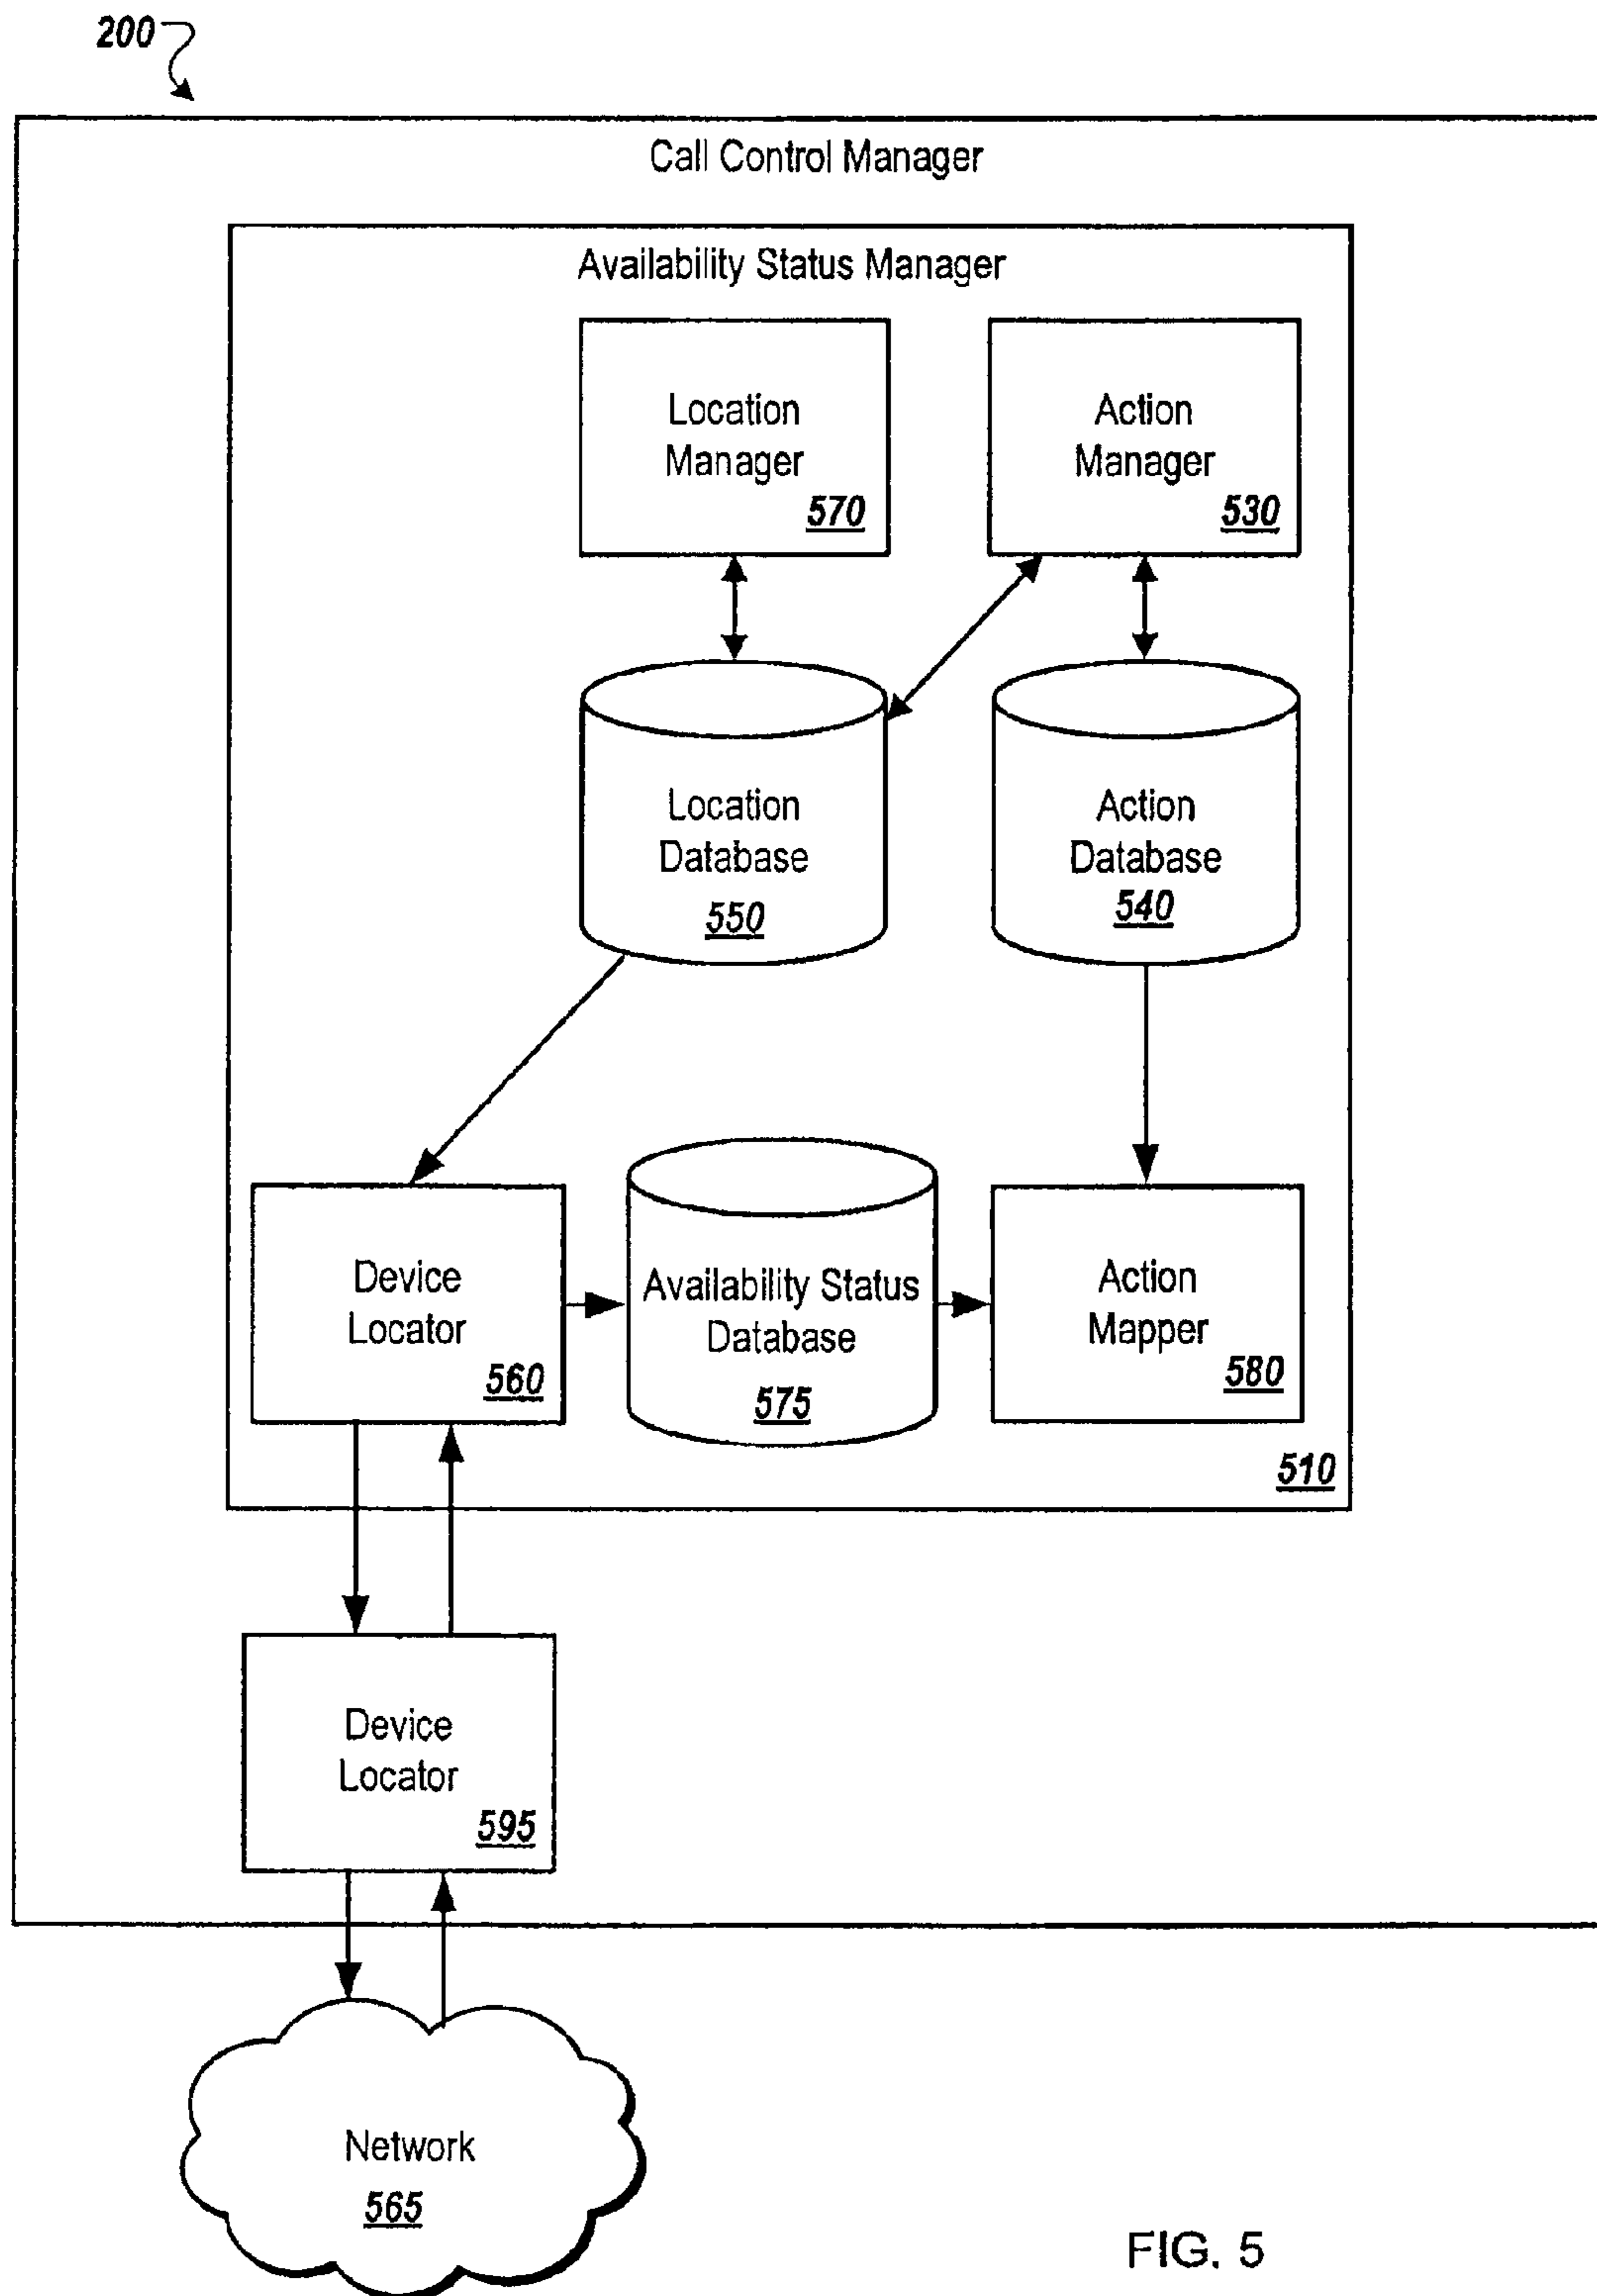 200
Call Control Manager
Availability Status Manager
Location
Manager
570
Action
Manager
530
Location
Database
550
Action
Database
540
Device
Locator
560
Availability Status
Database
575
Action
Mapper
580
510
Device
Locator
595
Network
565
FIG. 5